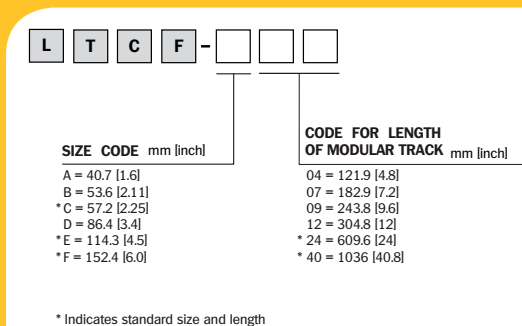 L T C F -
SIZE CODE mm [inch]
A = 40.7 [1.6]
B = 53.6 [2.11]
* C = 57.2 [2.25]
D = 86.4 [3.4]
* E = 114.3 [4.5]
* F = 152.4 [6.0]
CODE FOR LENGTH
OF MODULAR TRACK mm [inch]
04 = 121.9 [4.8]
07 = 182.9 [7.2]
09 = 243.8 [9.6]
12 = 304.8 [12]
* 24 = 609.6 [24]
* 40 = 1036 [40.8]
* Indicates standard size and length